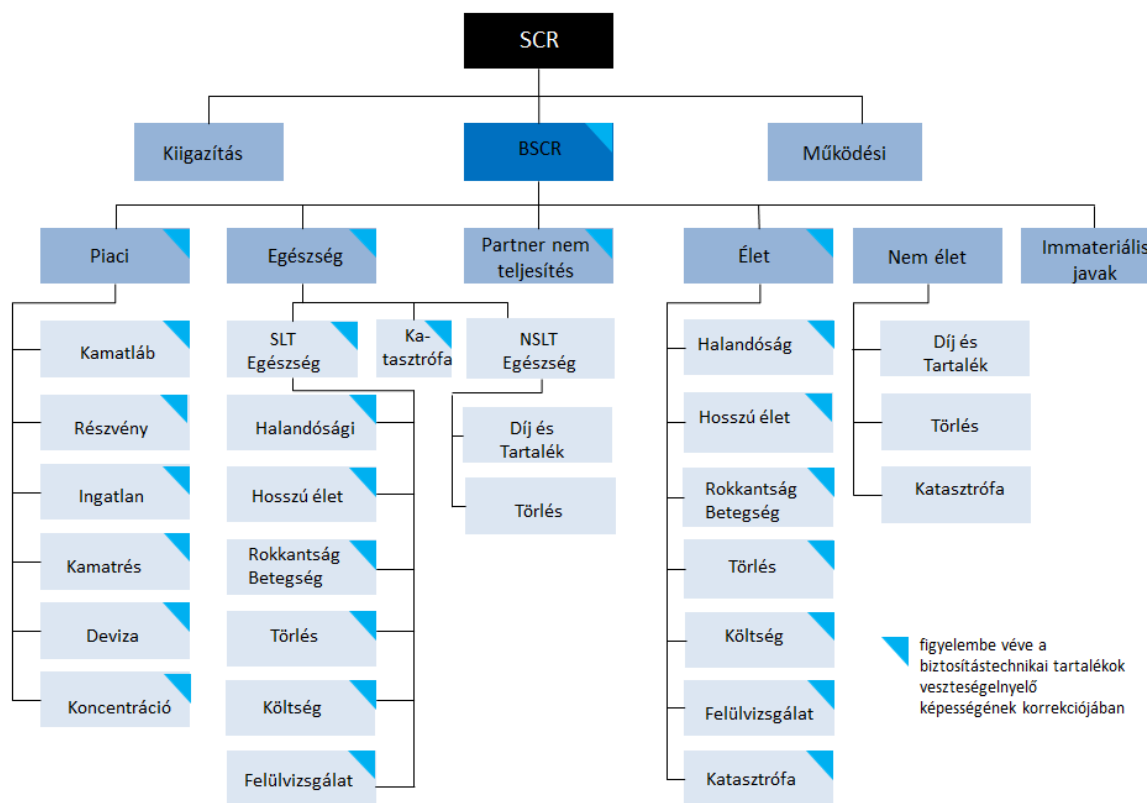 SCR
Kiigazítás
BSCR
Működési
Piaci
Egészség
Partner nem
teljesítés
Élet
Nem élet
Immateriális
javak
Kamatláb
Részvény
Ingatlan
Kamatrés
Deviza
Koncentráció
SLT
Egészség
Ka-
tasztrófa
NSLT
Egészség
Halandósági
Hosszú élet
Rokkantság
Betegség
Törlés
Költség
Felülvizsgálat
Díj és
Tartalék
Törlés
Halandóság
Hosszú élet
Rokkantság
Betegség
Törlés
Költség
Felülvizsgálat
Katasztrófa
Díj és
Tartalék
Törlés
Katasztrófa
figyelembe véve a
biztosítástechnikai tartalékok
veszteségelnyelő
képességének korrekciójában